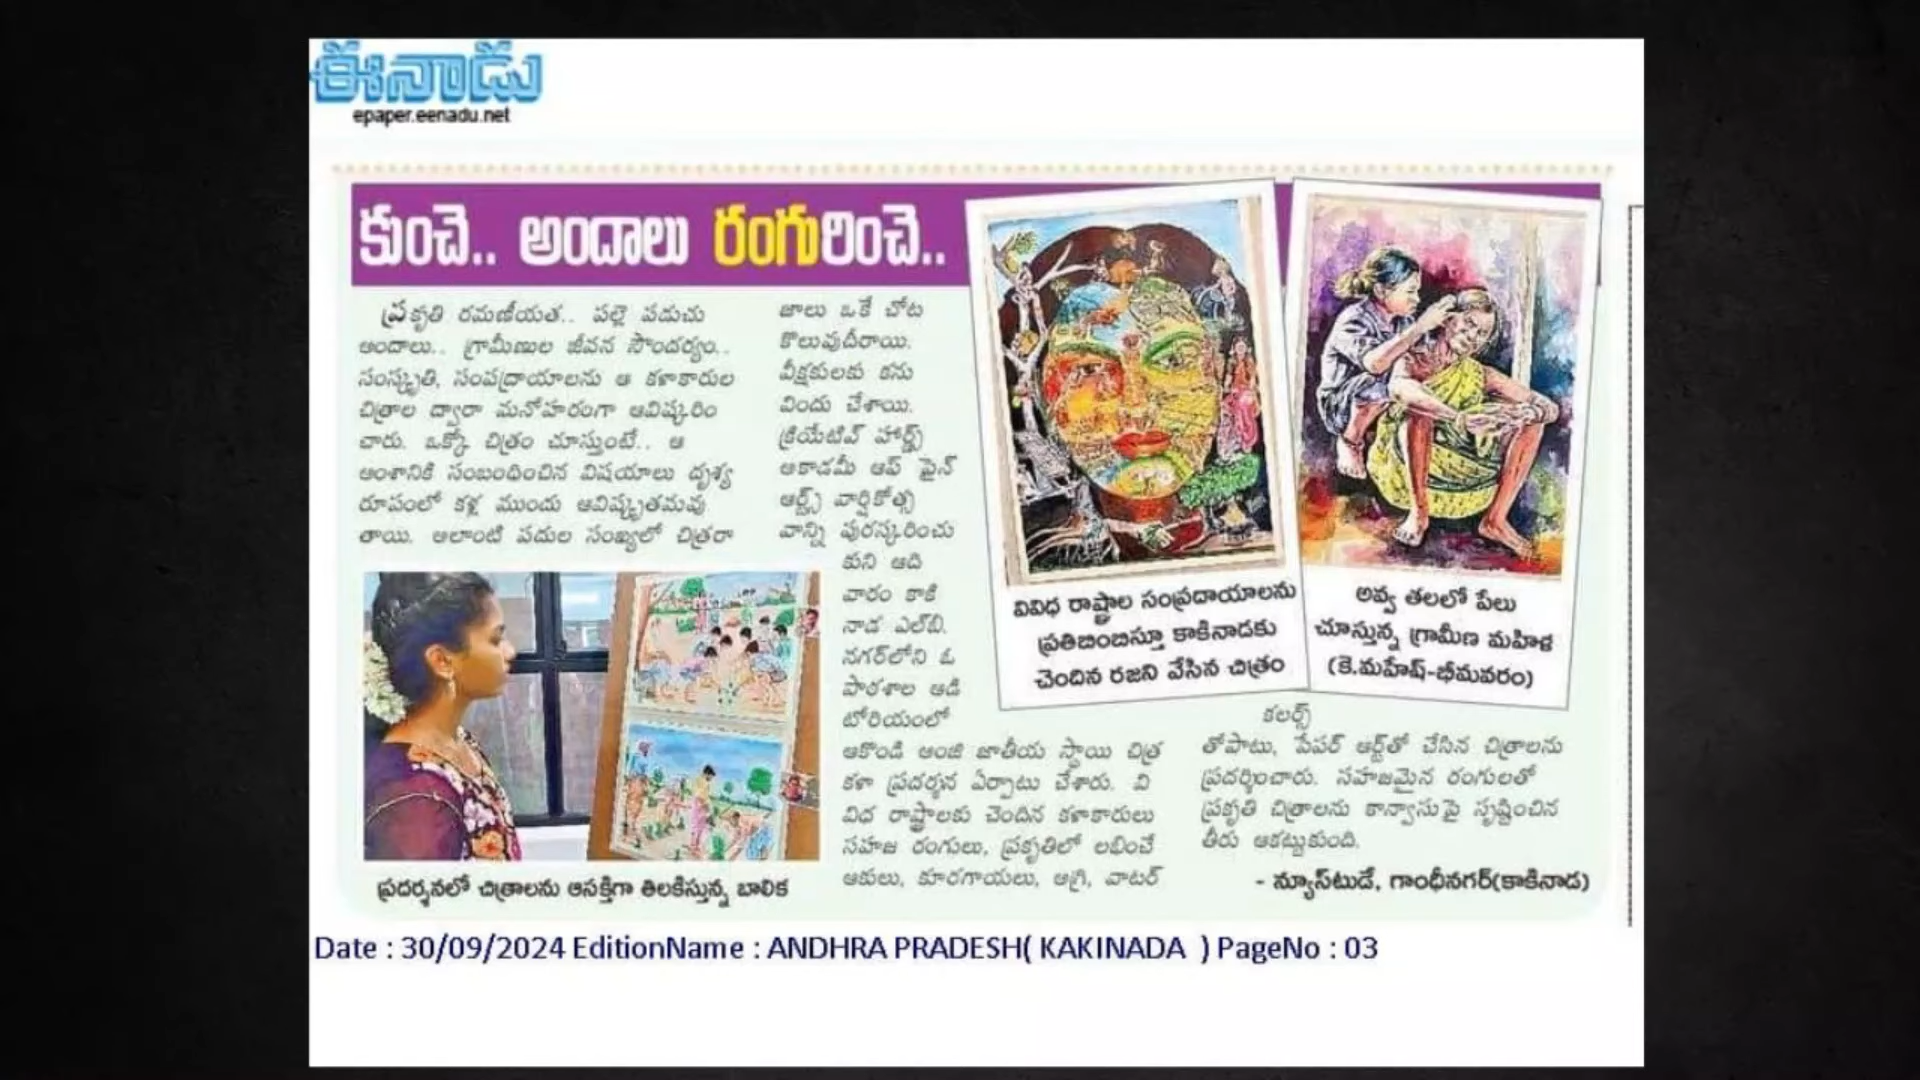 ఈనాడు
epaper.eenadu.net
కుంచె.. అందాలు రంగురించె..
ప్రకృతి రమణీయత.. పల్లె పడుచు
అందాలు.. గ్రామీణుల జీవన సౌందర్యం..
సంస్కృతి, సంప్రదాయాలను ఆ కళాకారుల
చిత్రాల ద్వారా మనోహరంగా ఆవిష్కరిం
చారు. ఒక్కో చిత్రం చూస్తుంటే.. ఆ
అంశానికి సంబంధించిన విషయాలు దృశ్య
రూపంలో కళ్ల ముందు ఆవిష్కృతమవు
తాయి. అలాంటి పదుల సంఖ్యలో చిత్రరా
జాలు ఒకే చోట
కొలువుదీరాయి.
వీక్షకులకు కను
విందు చేశాయి.
క్రియేటివ్ హార్ట్స్
అకాడమీ ఆఫ్ ఫైన్
ఆర్ట్స్ వార్షికోత్స
వాన్ని పురస్కరించు
కుని ఆది
వారం కాకి
నాడ ఎల్‌బి.
నగర్‌లోని ఓ
పాఠశాల ఆడి
టోరియంలో
ఆకొండి అంజి జాతీయ స్థాయి చిత్ర
కళా ప్రదర్శన ఏర్పాటు చేశారు. వి
విధ రాష్ట్రాలకు చెందిన కళాకారులు
సహజ రంగులు, ప్రకృతిలో లభించే
ఆకులు, కూరగాయలు, ఆగ్రి, వాటర్
కలర్స్
తోపాటు, పేపర్ ఆర్ట్‌తో చేసిన చిత్రాలను
ప్రదర్శించారు. సహజమైన రంగులతో
ప్రకృతి చిత్రాలను కాన్వాసుపై సృష్టించిన
తీరు ఆకట్టుకుంది.
- న్యూస్‌టుడే, గాంధీనగర్(కాకినాడ)
వివిధ రాష్ట్రాల సంప్రదాయాలను
ప్రతిబింబిస్తూ కాకినాడకు
చెందిన రజని వేసిన చిత్రం
అవ్వ తలలో పేలు
చూస్తున్న గ్రామీణ మహిళ
(కె.మహేష్-భీమవరం)
ప్రదర్శనలో చిత్రాలను ఆసక్తిగా తిలకిస్తున్న బాలిక
Date : 30/09/2024 EditionName : ANDHRA PRADESH( KAKINADA ) PageNo : 03